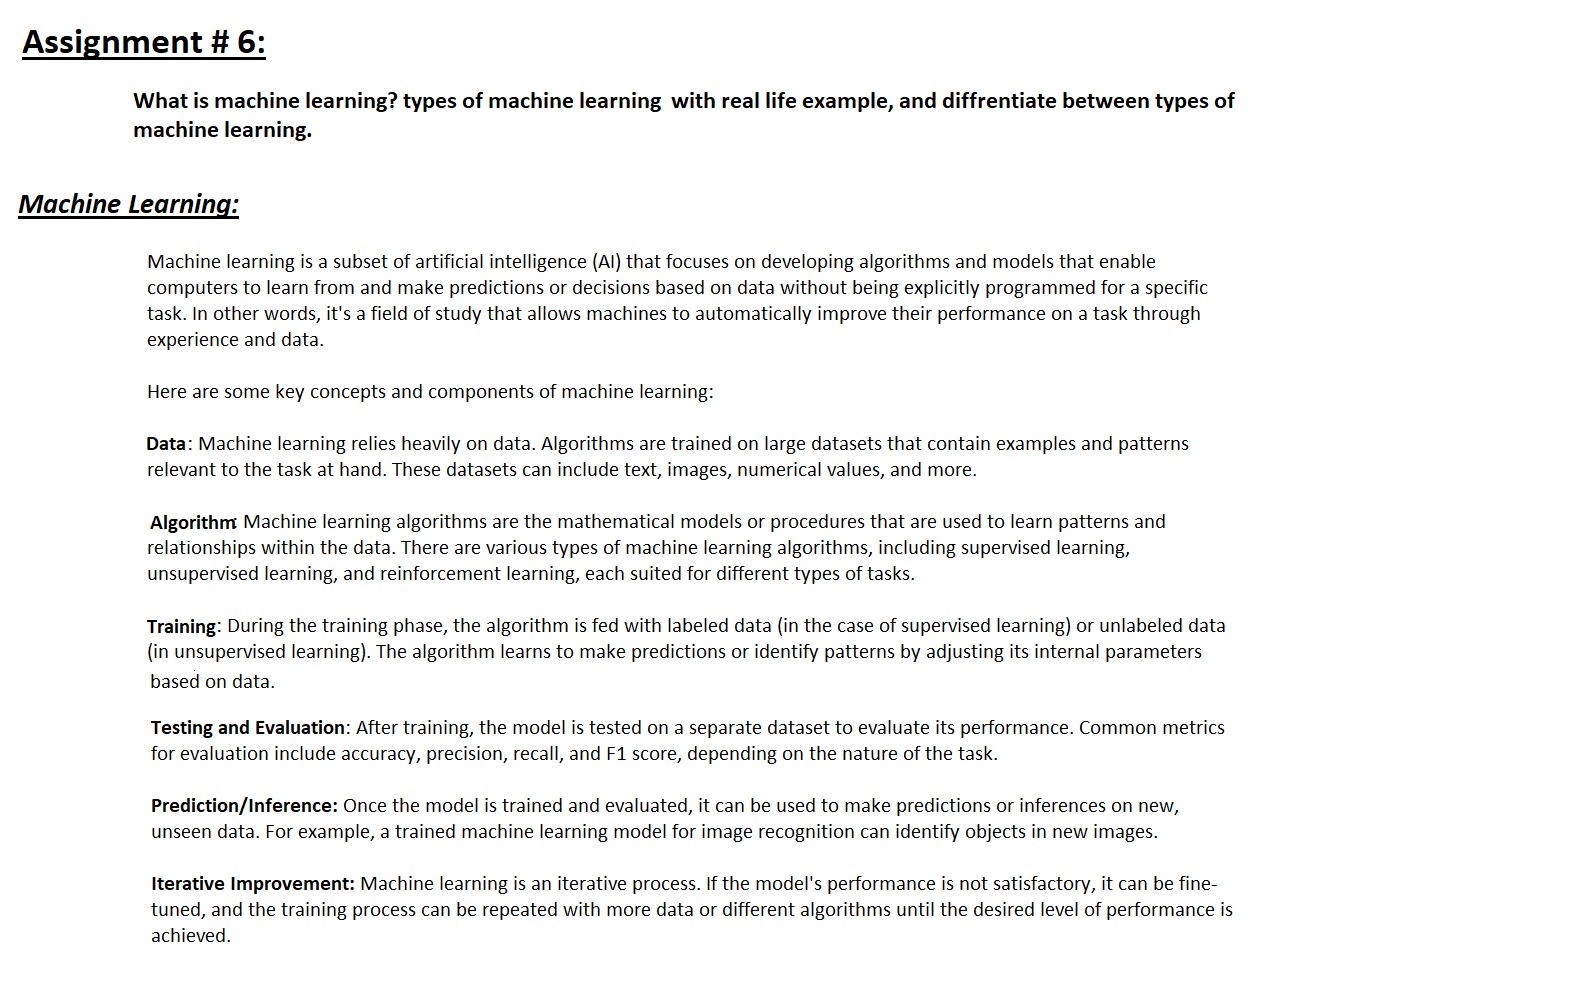 Assignment # 6:
What is machine learning? types of machine learning with real life example, and diffrentiate between types of
machine learning.
Machine Learning:
Machine learning is a subset of artificial intelligence (AI) that focuses on developing algorithms and models that enable
computers to learn from and make predictions or decisions based on data without being explicitly programmed for a specific
task. In other words, it's a field of study that allows machines to automatically improve their performance on a task through
experience and data.
Here are some key concepts and components of machine learning:
Data: Machine learning relies heavily on data. Algorithms are trained on large datasets that contain examples and patterns
relevant to the task at hand. These datasets can include text, images, numerical values, and more.
Algorithm: Machine learning algorithms are the mathematical models or procedures that are used to learn patterns and
relationships within the data. There are various types of machine learning algorithms, including supervised learning,
unsupervised learning, and reinforcement learning, each suited for different types of tasks.
Training: During the training phase, the algorithm is fed with labeled data (in the case of supervised learning) or unlabeled data
(in unsupervised learning). The algorithm learns to make predictions or identify patterns by adjusting its internal parameters
based on data.
Testing and Evaluation: After training, the model is tested on a separate dataset to evaluate its performance. Common metrics
for evaluation include accuracy, precision, recall, and F1 score, depending on the nature of the task.
Prediction/Inference: Once the model is trained and evaluated, it can be used to make predictions or inferences on new,
unseen data. For example, a trained machine learning model for image recognition can identify objects in new images.
Iterative Improvement: Machine learning is an iterative process. If the model's performance is not satisfactory, it can be fine-
tuned, and the training process can be repeated with more data or different algorithms until the desired level of performance is
achieved.